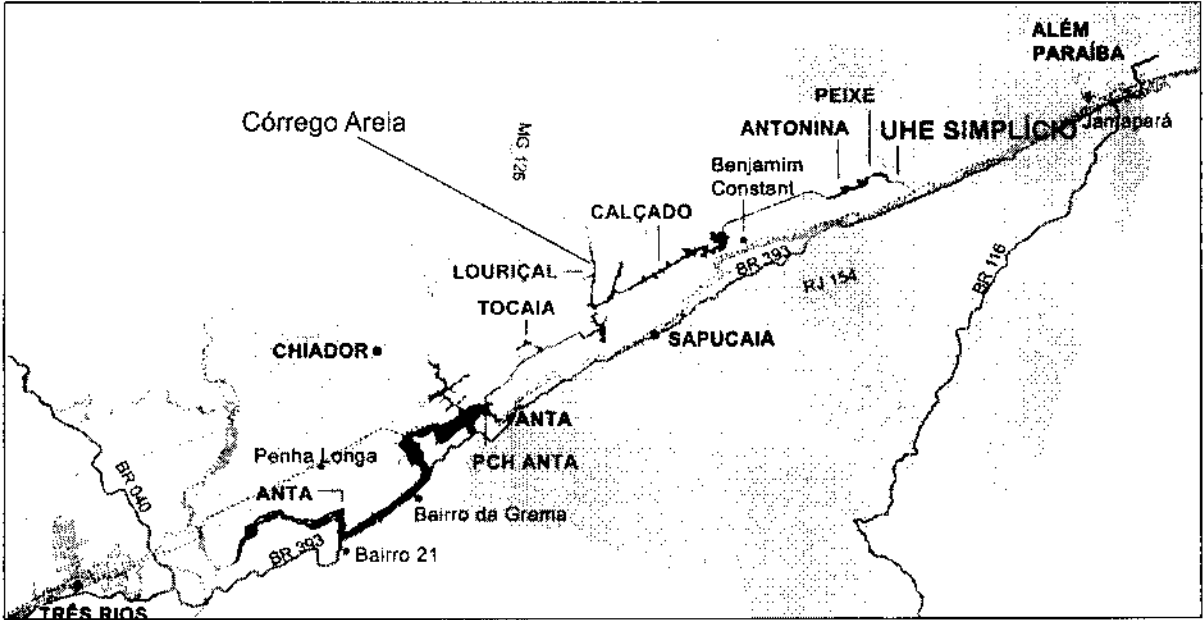 ALÉM
PARAÍBA
PEIXE
Córrego Areia
MG 126
ANTONINA
UHE SIMPLÍCIO
Jamapará
Benjamim
Constant
CALÇADO
BR 393
BR 116
LOURIÇAL
RJ 154
TOCAIA
SAPUCAIA
CHIADOR
ANTA
Penha Longa
PCH ANTA
BR 040
ANTA
Bairro da Grama
BR 393
Bairro 21
TRÊS RIOS